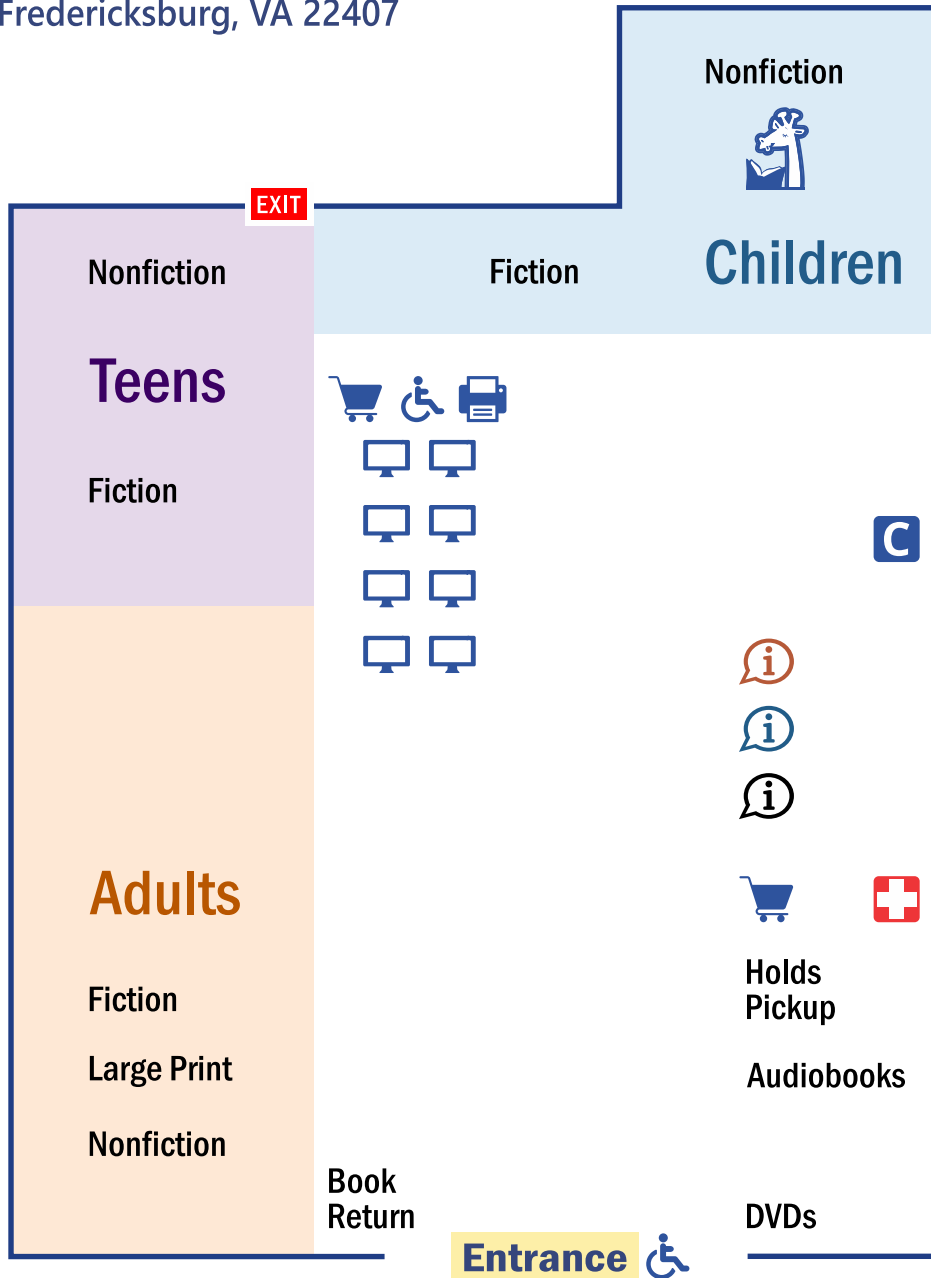 Fredericksburg, VA 22407
Nonfiction
EXIT
Nonfiction
Fiction
Children
Teens
Fiction
C
i
i
i
Adults
Holds
Pickup
Fiction
Large Print
Audiobooks
Nonfiction
Book
Return
DVDs
Entrance